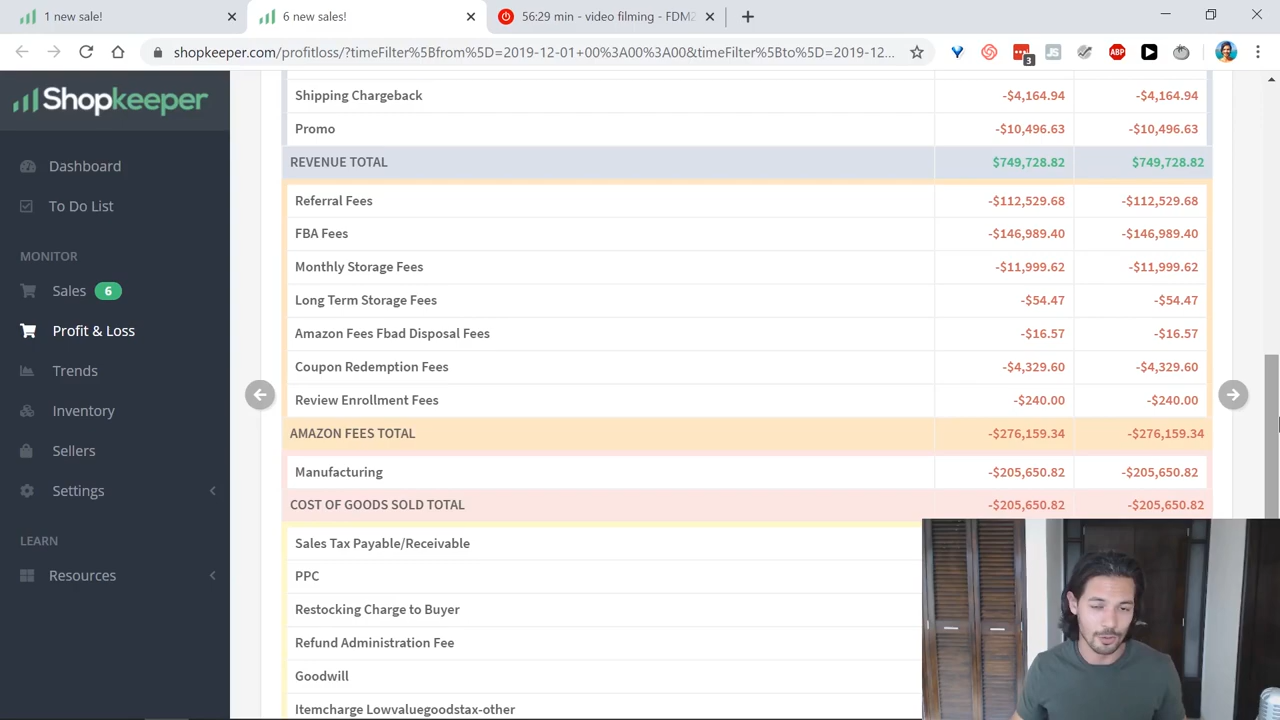 1 new sale!
6 new sales!
56:29 min - video filming - FDM2
shopkeeper.com/profitloss/?timeFilter%5Bfrom%5D=2019-12-01+00%3A00%3A00&timeFilter%5Bto%5D=2019-12...
3
JS
ABP
Shopkeeper
Dashboard
To Do List
MONITOR
Sales 6
Profit & Loss
Trends
Inventory
Sellers
Settings
LEARN
Resources
Shipping Chargeback -$4,164.94 -$4,164.94
Promo -$10,496.63 -$10,496.63
REVENUE TOTAL $749,728.82 $749,728.82
Referral Fees -$112,529.68 -$112,529.68
FBA Fees -$146,989.40 -$146,989.40
Monthly Storage Fees -$11,999.62 -$11,999.62
Long Term Storage Fees -$54.47 -$54.47
Amazon Fees Fbad Disposal Fees -$16.57 -$16.57
Coupon Redemption Fees -$4,329.60 -$4,329.60
Review Enrollment Fees -$240.00 -$240.00
AMAZON FEES TOTAL -$276,159.34 -$276,159.34
Manufacturing -$205,650.82 -$205,650.82
COST OF GOODS SOLD TOTAL -$205,650.82 -$205,650.82
Sales Tax Payable/Receivable
PPC
Restocking Charge to Buyer
Refund Administration Fee
Goodwill
Itemcharge Lowvaluegoodstax-other